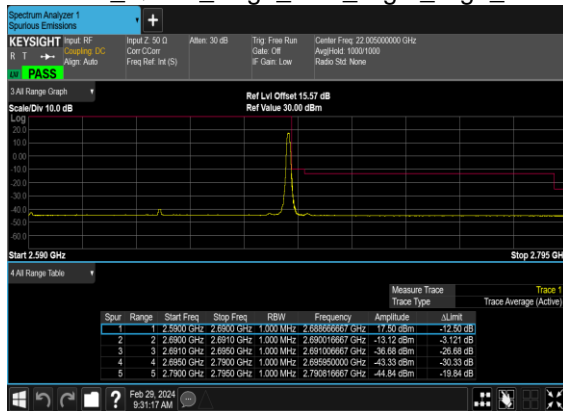 Spectrum Analyzer 1
Spurious Emissions
KEYSIGHT Input: RF Input Z: 50 Ω Atten: 30 dB Trig: Free Run Center Freq: 22.005000000 GHz
R T Coupling: DC Corr CCorr Gate: Off Avg|Hold: 1000/1000
Align: Auto Freq Ref: Int (S) IF Gain: Low Radio Std: None
PASS
3 All Range Graph
Ref Lvl Offset 15.57 dB
Scale/Div 10.0 dB Ref Value 30.00 dBm
Log
20.0
10.0
0.00
-10.0
-20.0
-30.0
-40.0
-50.0
-60.0
Start 2.590 GHz Stop 2.795 GH
4 All Range Table
Measure Trace Trace 1
Trace Type Trace Average (Active)
Spur Range Start Freq Stop Freq RBW Frequency Amplitude ΔLimit
1 1 2.5900 GHz 2.6900 GHz 1.000 MHz 2.688666667 GHz 17.50 dBm -12.50 dB
2 2 2.6900 GHz 2.6910 GHz 1.000 MHz 2.690016667 GHz -13.12 dBm -3.121 dB
3 3 2.6910 GHz 2.6950 GHz 1.000 MHz 2.691006667 GHz -36.68 dBm -26.68 dB
4 4 2.6950 GHz 2.7900 GHz 1.000 MHz 2.695950000 GHz -43.33 dBm -30.33 dB
5 5 2.7900 GHz 2.7950 GHz 1.000 MHz 2.790816667 GHz -44.84 dBm -19.84 dB
? Feb 29, 2024
9:31:17 AM